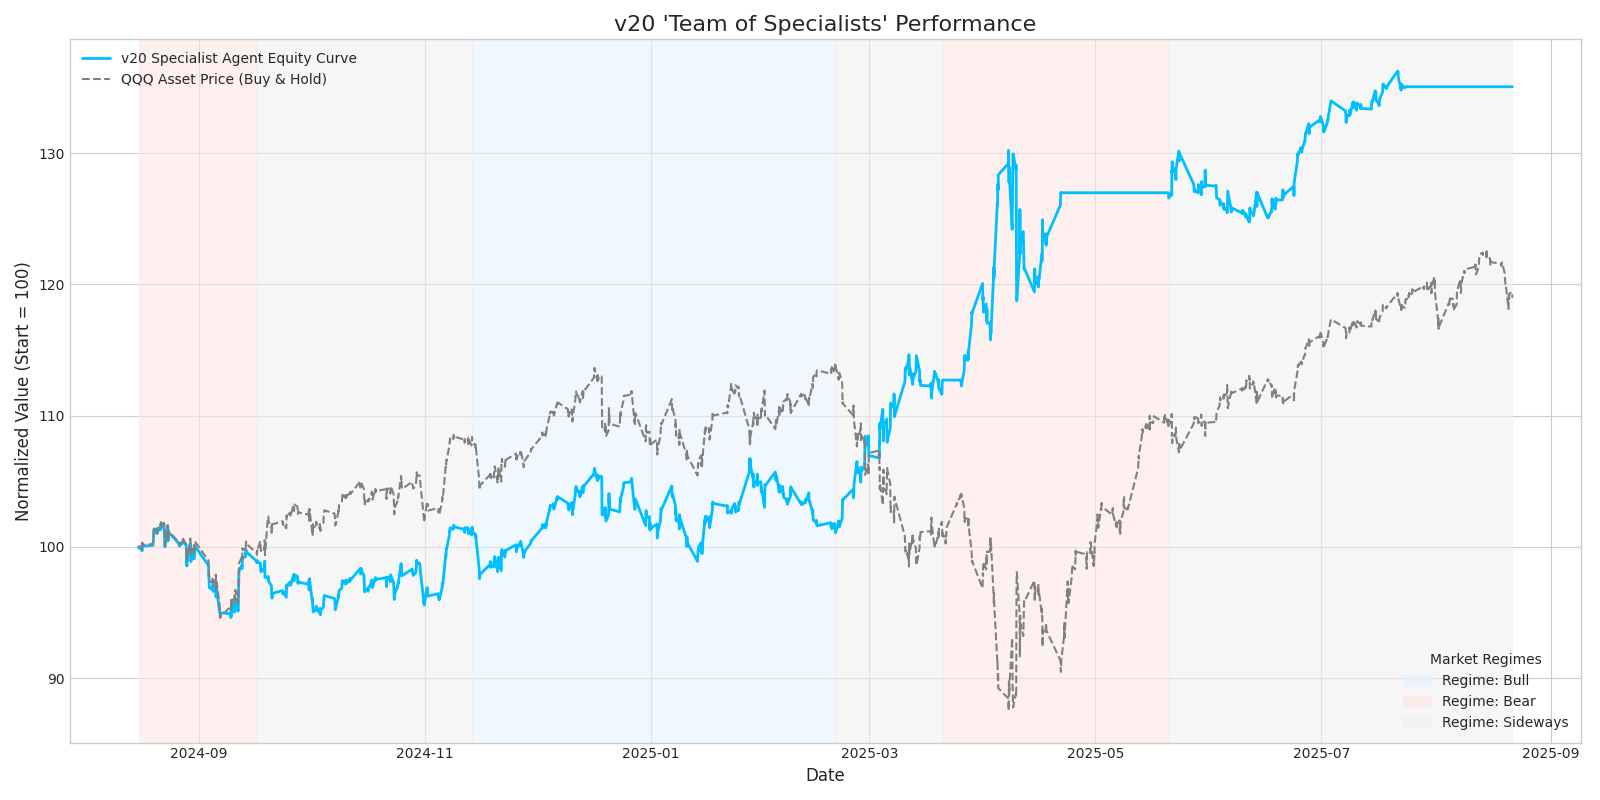 v20 'Team of Specialists' Performance
v20 Specialist Agent Equity Curve
QQQ Asset Price (Buy & Hold)
Normalized Value (Start = 100)
130
120
110
100
90
Market Regimes
Regime: Bull
Regime: Bear
Regime: Sideways
2024-09
2024-11
2025-01
2025-03
2025-05
2025-07
2025-09
Date